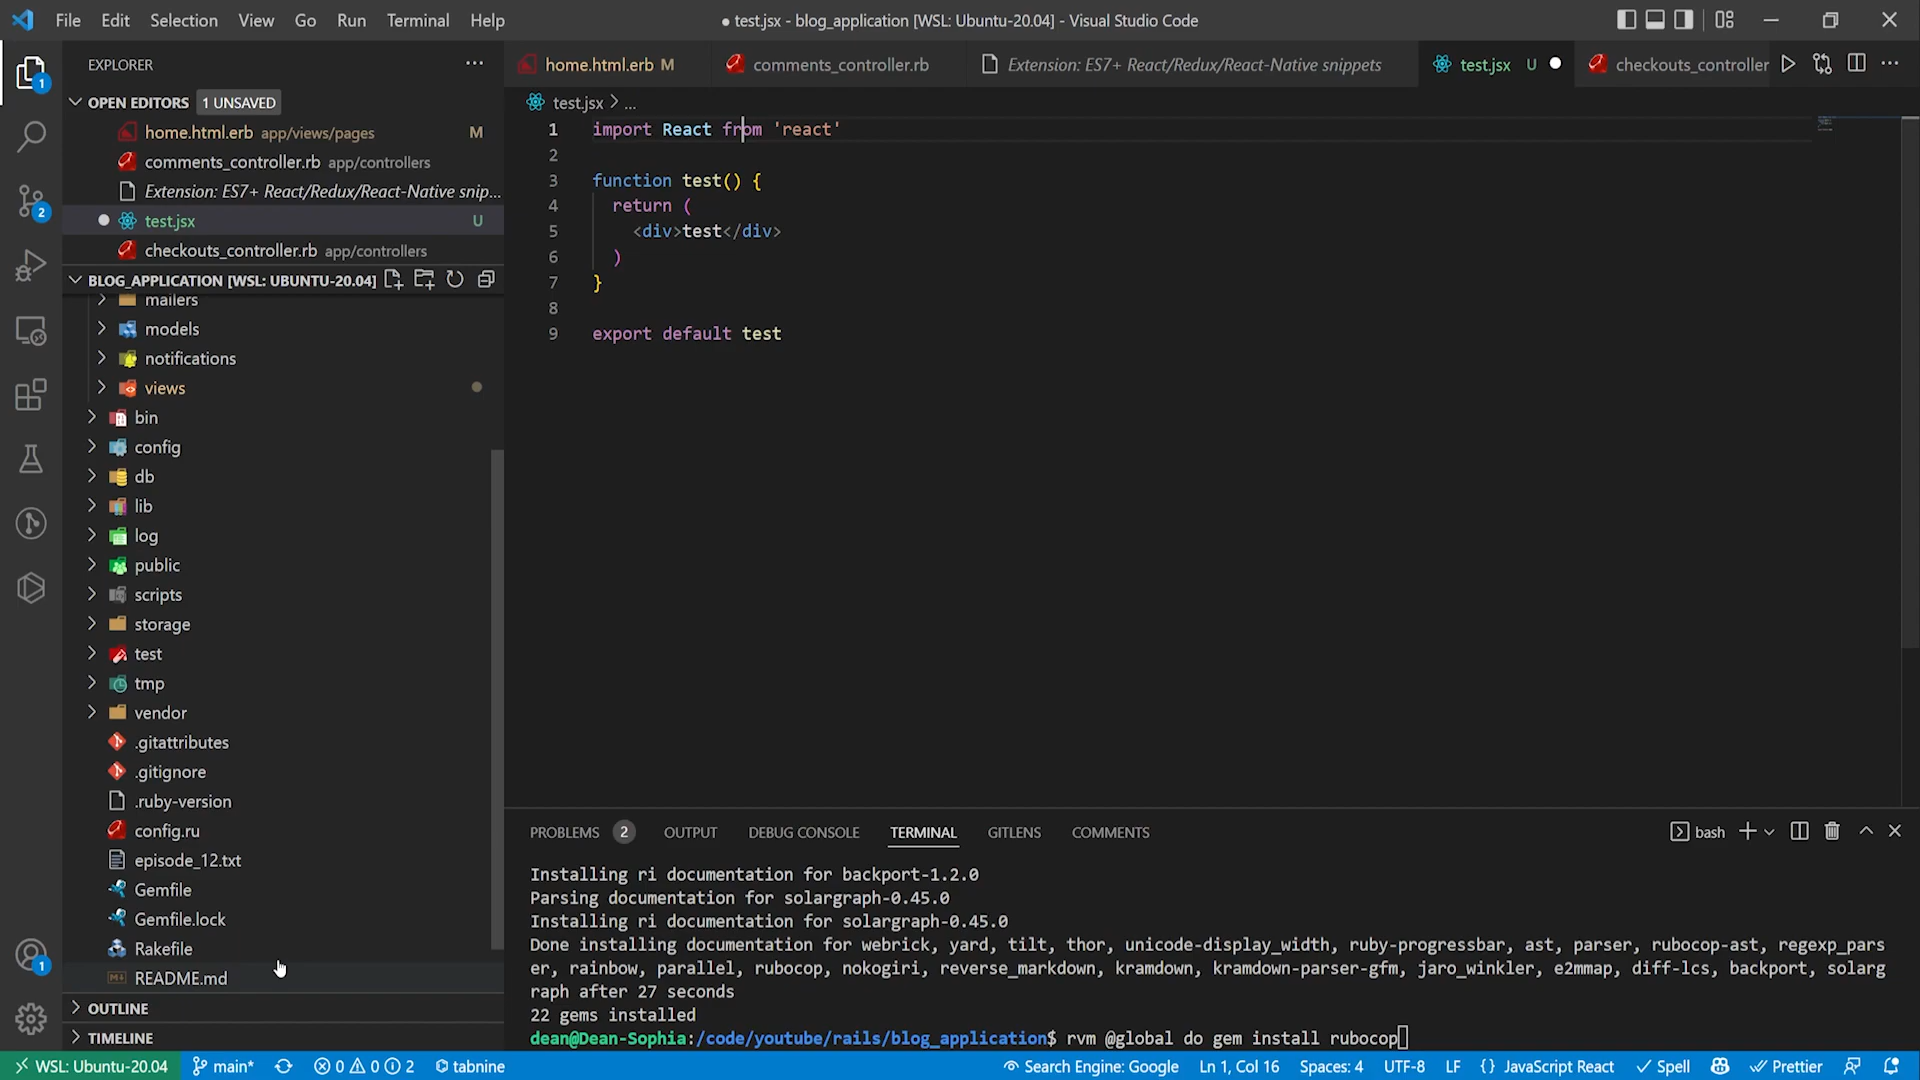 File Edit Selection View Go Run Terminal Help
● test.jsx - blog_application [WSL: Ubuntu-20.04] - Visual Studio Code
EXPLORER
home.html.erb M
comments_controller.rb
Extension: ES7+ React/Redux/React-Native snippets
test.jsx U
checkouts_controller
1
OPEN EDITORS 1 UNSAVED
home.html.erb app/views/pages M
comments_controller.rb app/controllers
Extension: ES7+ React/Redux/React-Native snip...
test.jsx U
checkouts_controller.rb app/controllers
2
BLOG_APPLICATION [WSL: UBUNTU-20.04]
mailers
models
notifications
views
bin
config
db
lib
log
public
scripts
storage
test
tmp
vendor
.gitattributes
.gitignore
.ruby-version
config.ru
episode_12.txt
Gemfile
Gemfile.lock
Rakefile
README.md
1
OUTLINE
TIMELINE
test.jsx > ...
1 import React from 'react'
2
3 function test() {
4 return (
5 <div>test</div>
6 )
7 }
8
9 export default test
PROBLEMS 2 OUTPUT DEBUG CONSOLE TERMINAL GITLENS COMMENTS
bash
Installing ri documentation for backport-1.2.0
Parsing documentation for solargraph-0.45.0
Installing ri documentation for solargraph-0.45.0
Done installing documentation for webrick, yard, tilt, thor, unicode-display_width, ruby-progressbar, ast, parser, rubocop-ast, regexp_pars
er, rainbow, parallel, rubocop, nokogiri, reverse_markdown, kramdown, kramdown-parser-gfm, jaro_winkler, e2mmap, diff-lcs, backport, solarg
raph after 27 seconds
22 gems installed
dean@Dean-Sophia:/code/youtube/rails/blog_application$ rvm @global do gem install rubocop
WSL: Ubuntu-20.04 main* 0 0 2 tabnine
Search Engine: Google Ln 1, Col 16 Spaces: 4 UTF-8 LF {} JavaScript React Spell Prettier